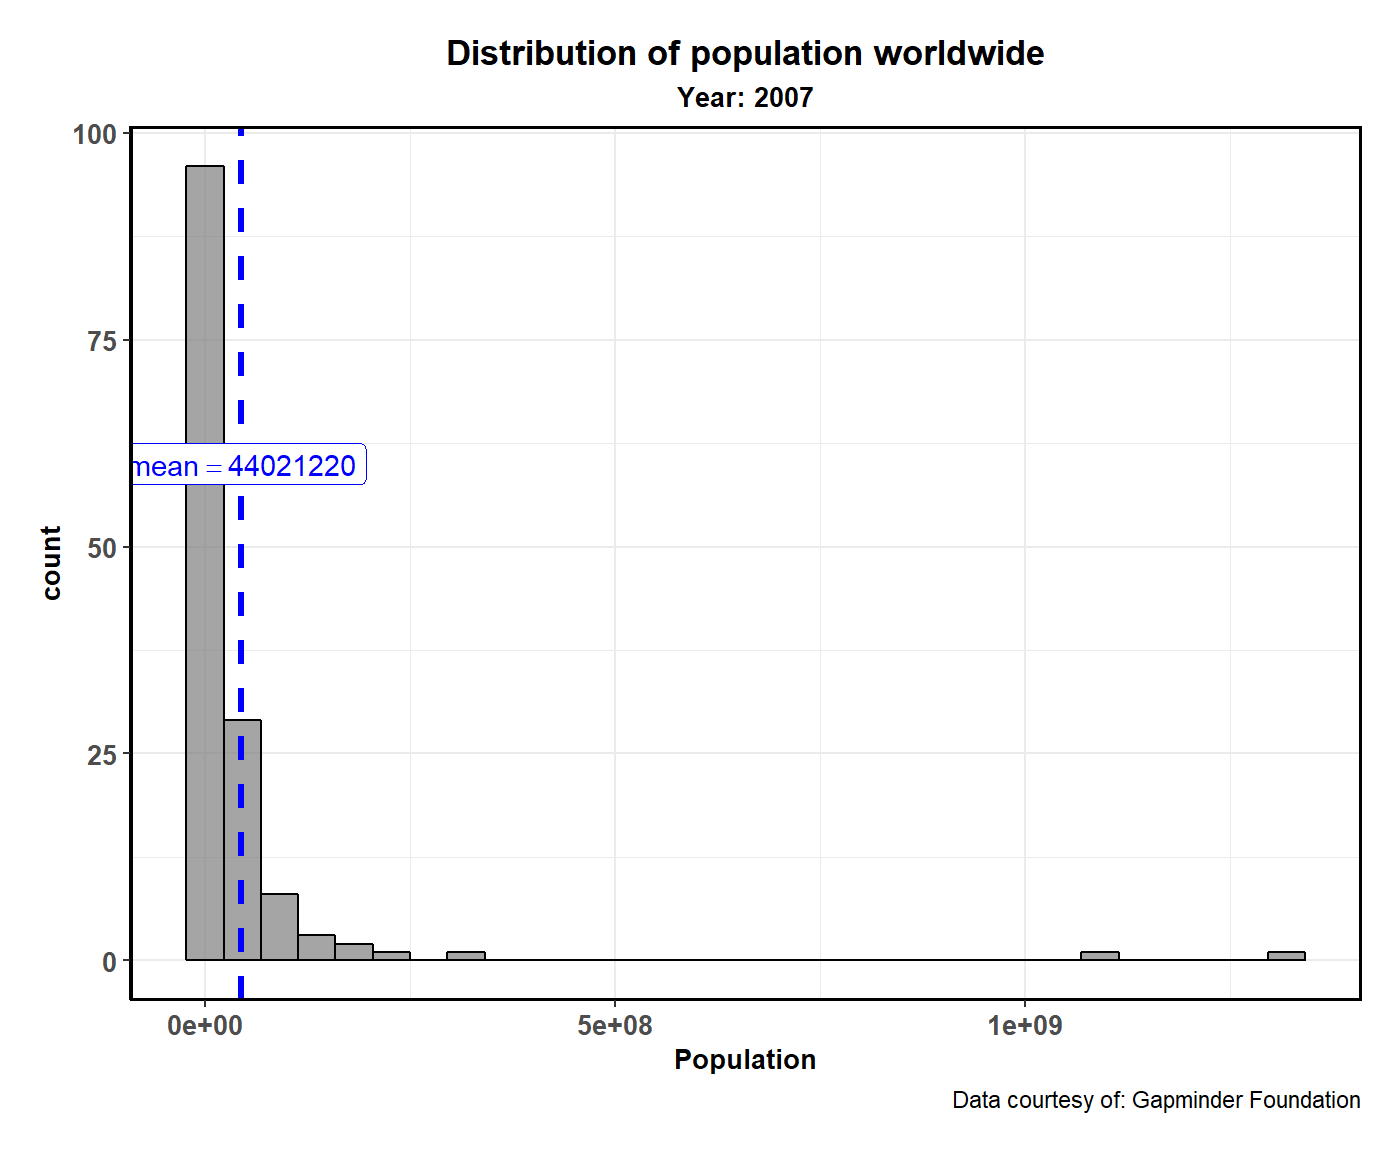 Distribution of population worldwide
Year: 2007
100
75
mean = 44021220
50
count
25
0
0e+00 5e+08 1e+09
Population
Data courtesy of: Gapminder Foundation